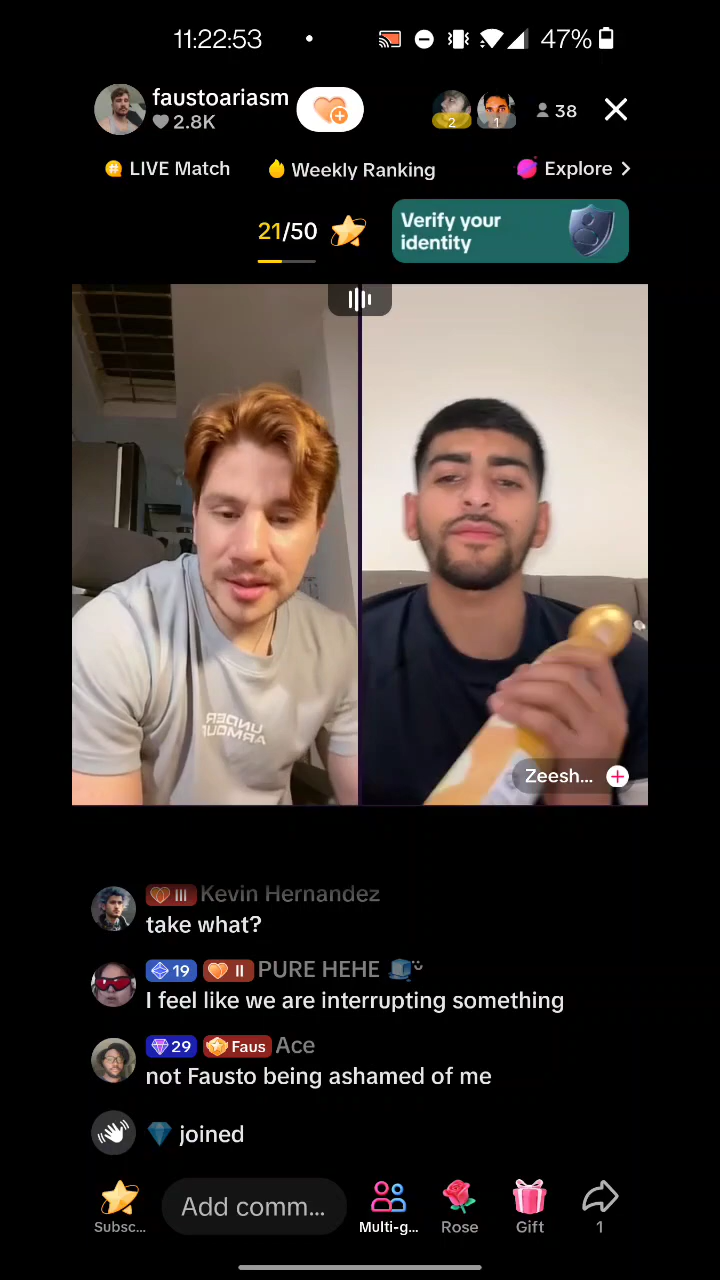 11:22:53
47%
faustoariasm
2.8K
2
1
38
LIVE Match
Weekly Ranking
Explore
21/50
Verify your
identity
UNDER
ARMOUR
Zeesh...
III Kevin Hernandez
take what?
19 II PURE HEHE
I feel like we are interrupting something
29 Faus Ace
not Fausto being ashamed of me
joined
Subsc...
Add comm...
Multi-g...
Rose
Gift
1